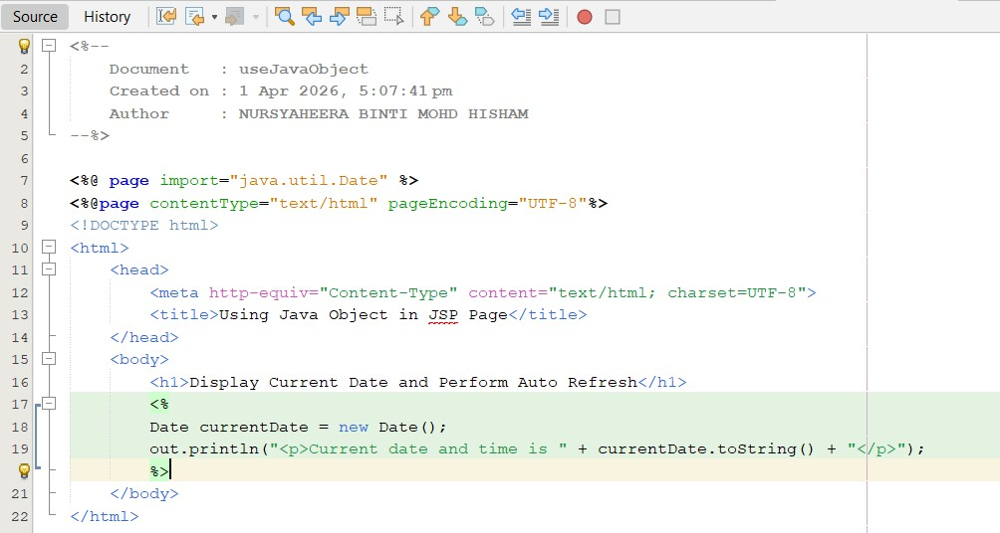 Source History
<%--
2 Document : useJavaObject
3 Created on : 1 Apr 2026, 5:07:41 pm
4 Author : NURSYAHEERA BINTI MOHD HISHAM
5 --%>
6
7 <%@ page import="java.util.Date" %>
8 <%@page contentType="text/html" pageEncoding="UTF-8"%>
9 <!DOCTYPE html>
10 <html>
11 <head>
12 <meta http-equiv="Content-Type" content="text/html; charset=UTF-8">
13 <title>Using Java Object in JSP Page</title>
14 </head>
15 <body>
16 <h1>Display Current Date and Perform Auto Refresh</h1>
17 <%
18 Date currentDate = new Date();
19 out.println("<p>Current date and time is " + currentDate.toString() + "</p>");
%>
21 </body>
22 </html>